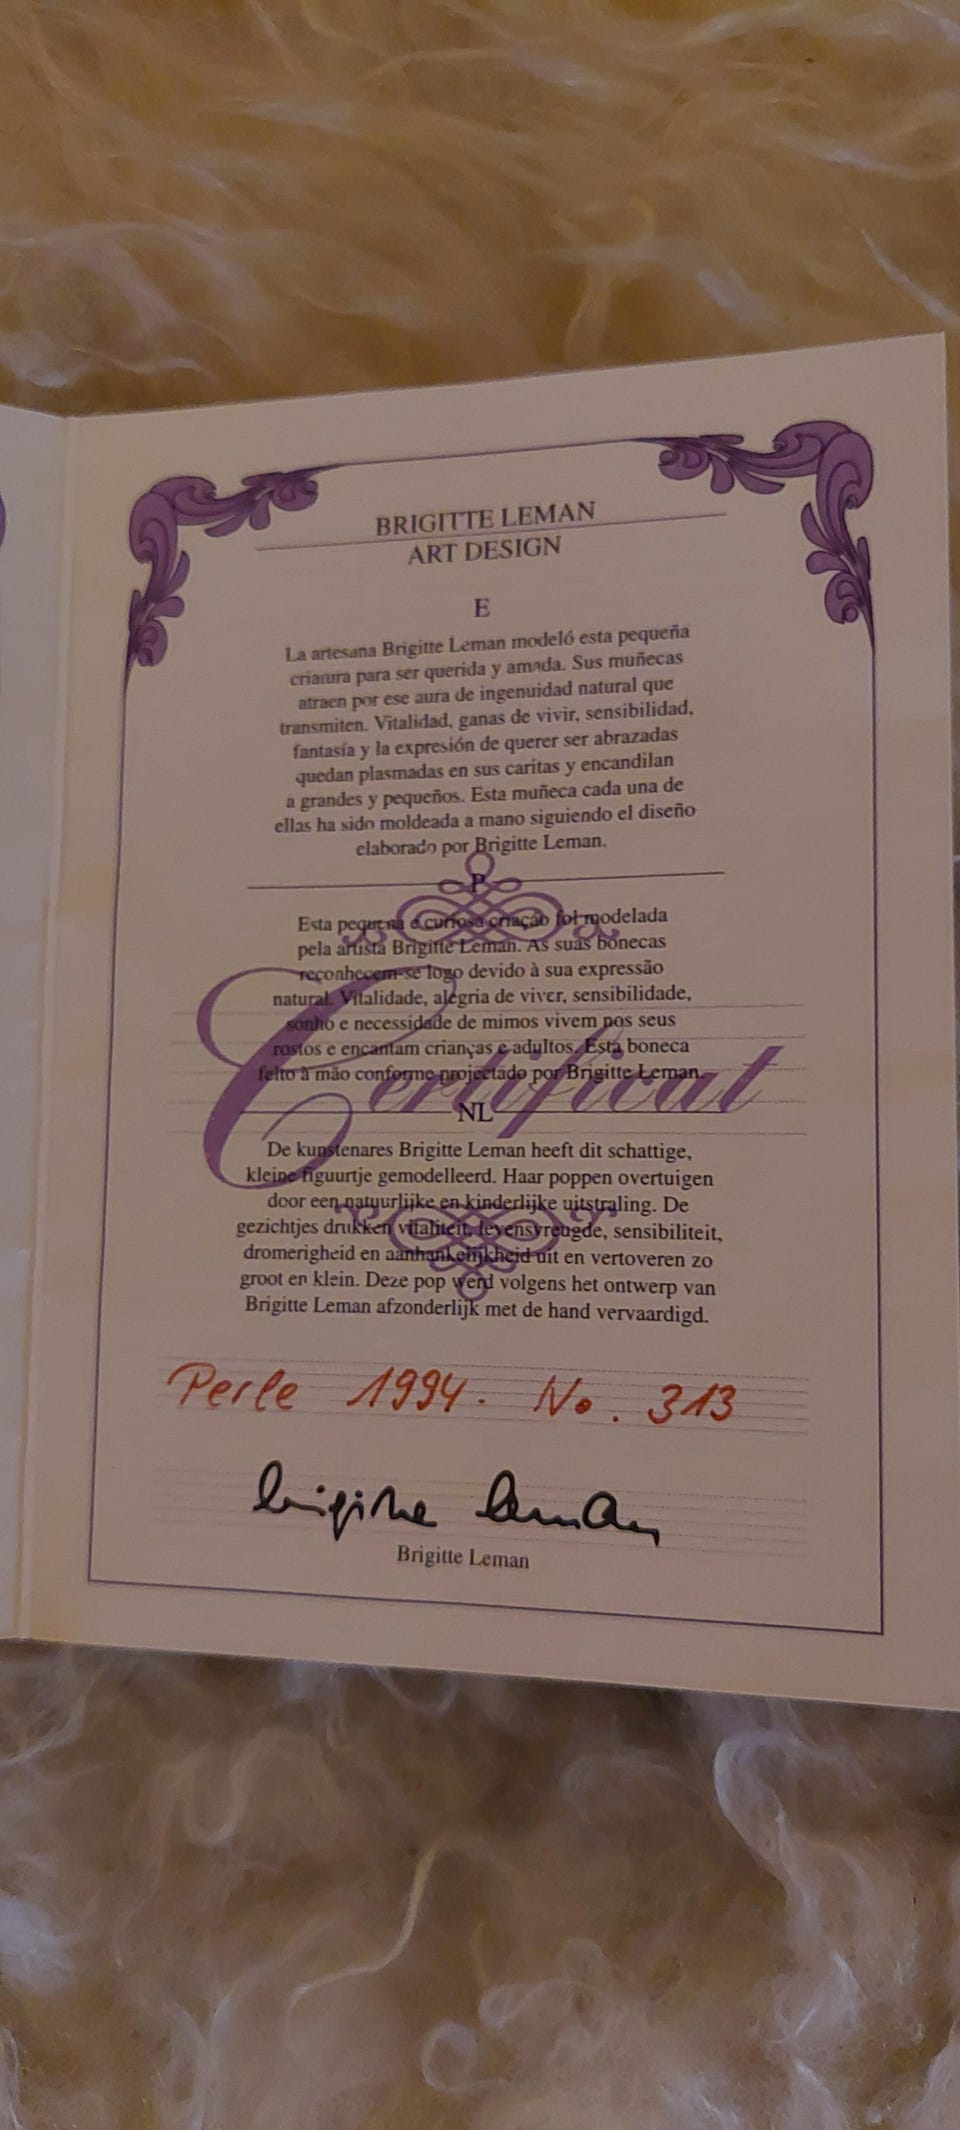 BRIGITTE LEMAN
ART DESIGN
E
La artesana Brigitte Leman modeló esta pequeña
criatura para ser querida y amada. Sus muñecas
atraen por ese aura de ingenuidad natural que
transmiten. Vitalidad, ganas de vivir, sensibilidad,
fantasía y la expresión de querer ser abrazadas
quedan plasmadas en sus caritas y encandilan
a grandes y pequeños. Esta muñeca cada una de
ellas ha sido moldeada a mano siguiendo el diseño
elaborado por Brigitte Leman.
P
Esta pequena e curiosa criação foi modelada
pela artista Brigitte Leman. As suas bonecas
reconhecem-se logo devido à sua expressão
natural. Vitalidade, alegria de viver, sensibilidade,
sonho e necessidade de mimos vivem nos seus
rostos e encantam crianças e adultos. Esta boneca
felto à mão conforme projectado por Brigitte Leman.
Certificat
NL
De kunstenares Brigitte Leman heeft dit schattige,
kleine figuurtje gemodelleerd. Haar poppen overtuigen
door een natuurlijke en kinderlijke uitstraling. De
gezichtjes drukken vitaliteit, levensvreugde, sensibiliteit,
dromerigheid en aanhankelijkheid uit en vertoveren zo
groot en klein. Deze pop werd volgens het ontwerp van
Brigitte Leman afzonderlijk met de hand vervaardigd.
Perle 1994. No. 313
Brigitte Leman
Brigitte Leman